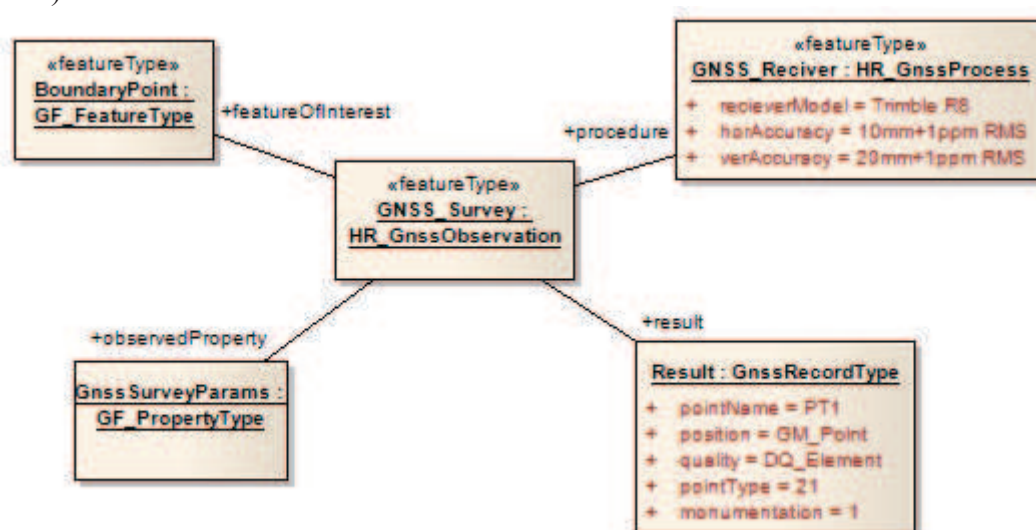 )
«featureType»
BoundaryPoint :
GF_FeatureType
+featureOfInterest
«featureType»
GNSS_Reciver : HR_GnssProcess
+ recieverModel = Trimble R8
+ horAccuracy = 10mm+1ppm RMS
+ verAccuracy = 20mm+1ppm RMS
+procedure
«featureType»
GNSS_Survey :
HR_GnssObservation
+observedProperty
GnssSurveyParams :
GF_PropertyType
+result
Result : GnssRecordType
+ pointName = PT1
+ position = GM_Point
+ quality = DQ_Element
+ pointType = 21
+ monumentation = 1